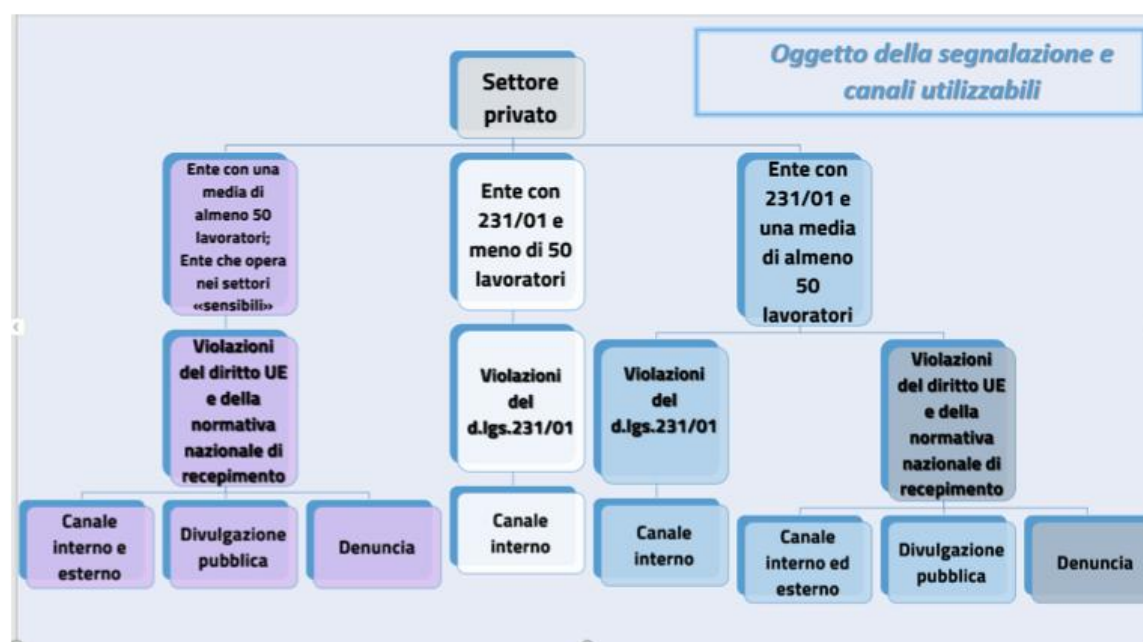 Oggetto della segnalazione e
canali utilizzabili
Settore
privato
Ente con una
media di
almeno 50
lavoratori;
Ente che opera
nei settori
«sensibili»
Ente con
231/01 e
meno di 50
lavoratori
Ente con
231/01 e
una media
di almeno
50
lavoratori
Violazioni
del diritto UE
e della
normativa
nazionale di
recepimento
Violazioni
del
d.lgs.231/01
Violazioni
del
d.lgs.231/01
Violazioni
del diritto UE
e della
normativa
nazionale di
recepimento
Canale
interno e
esterno
Divulgazione
pubblica
Denuncia
Canale
interno
Canale
interno
Canale
interno ed
esterno
Divulgazione
pubblica
Denuncia